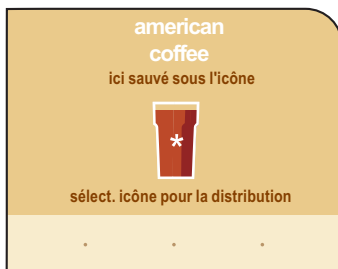 american
coffee
ici sauvé sous l'icône
*
sélect. icône pour la distribution